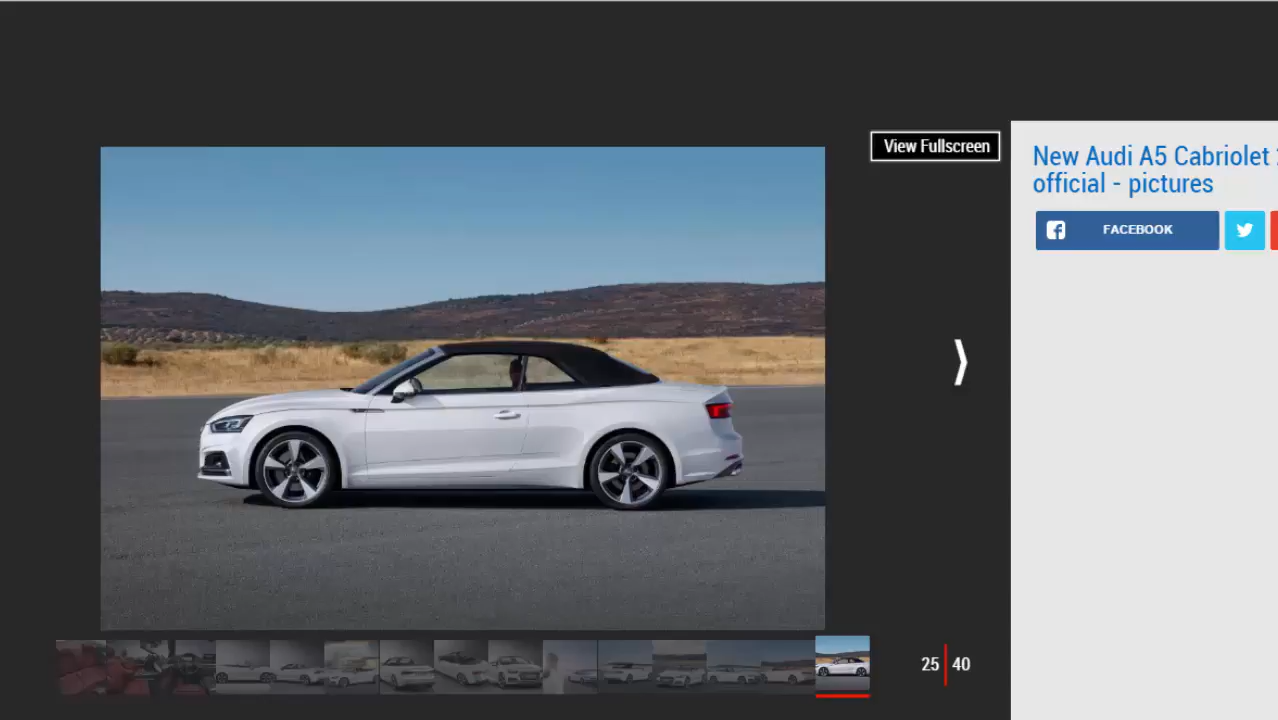 View Fullscreen
New Audi A5 Cabriolet
official - pictures
FACEBOOK
25 40